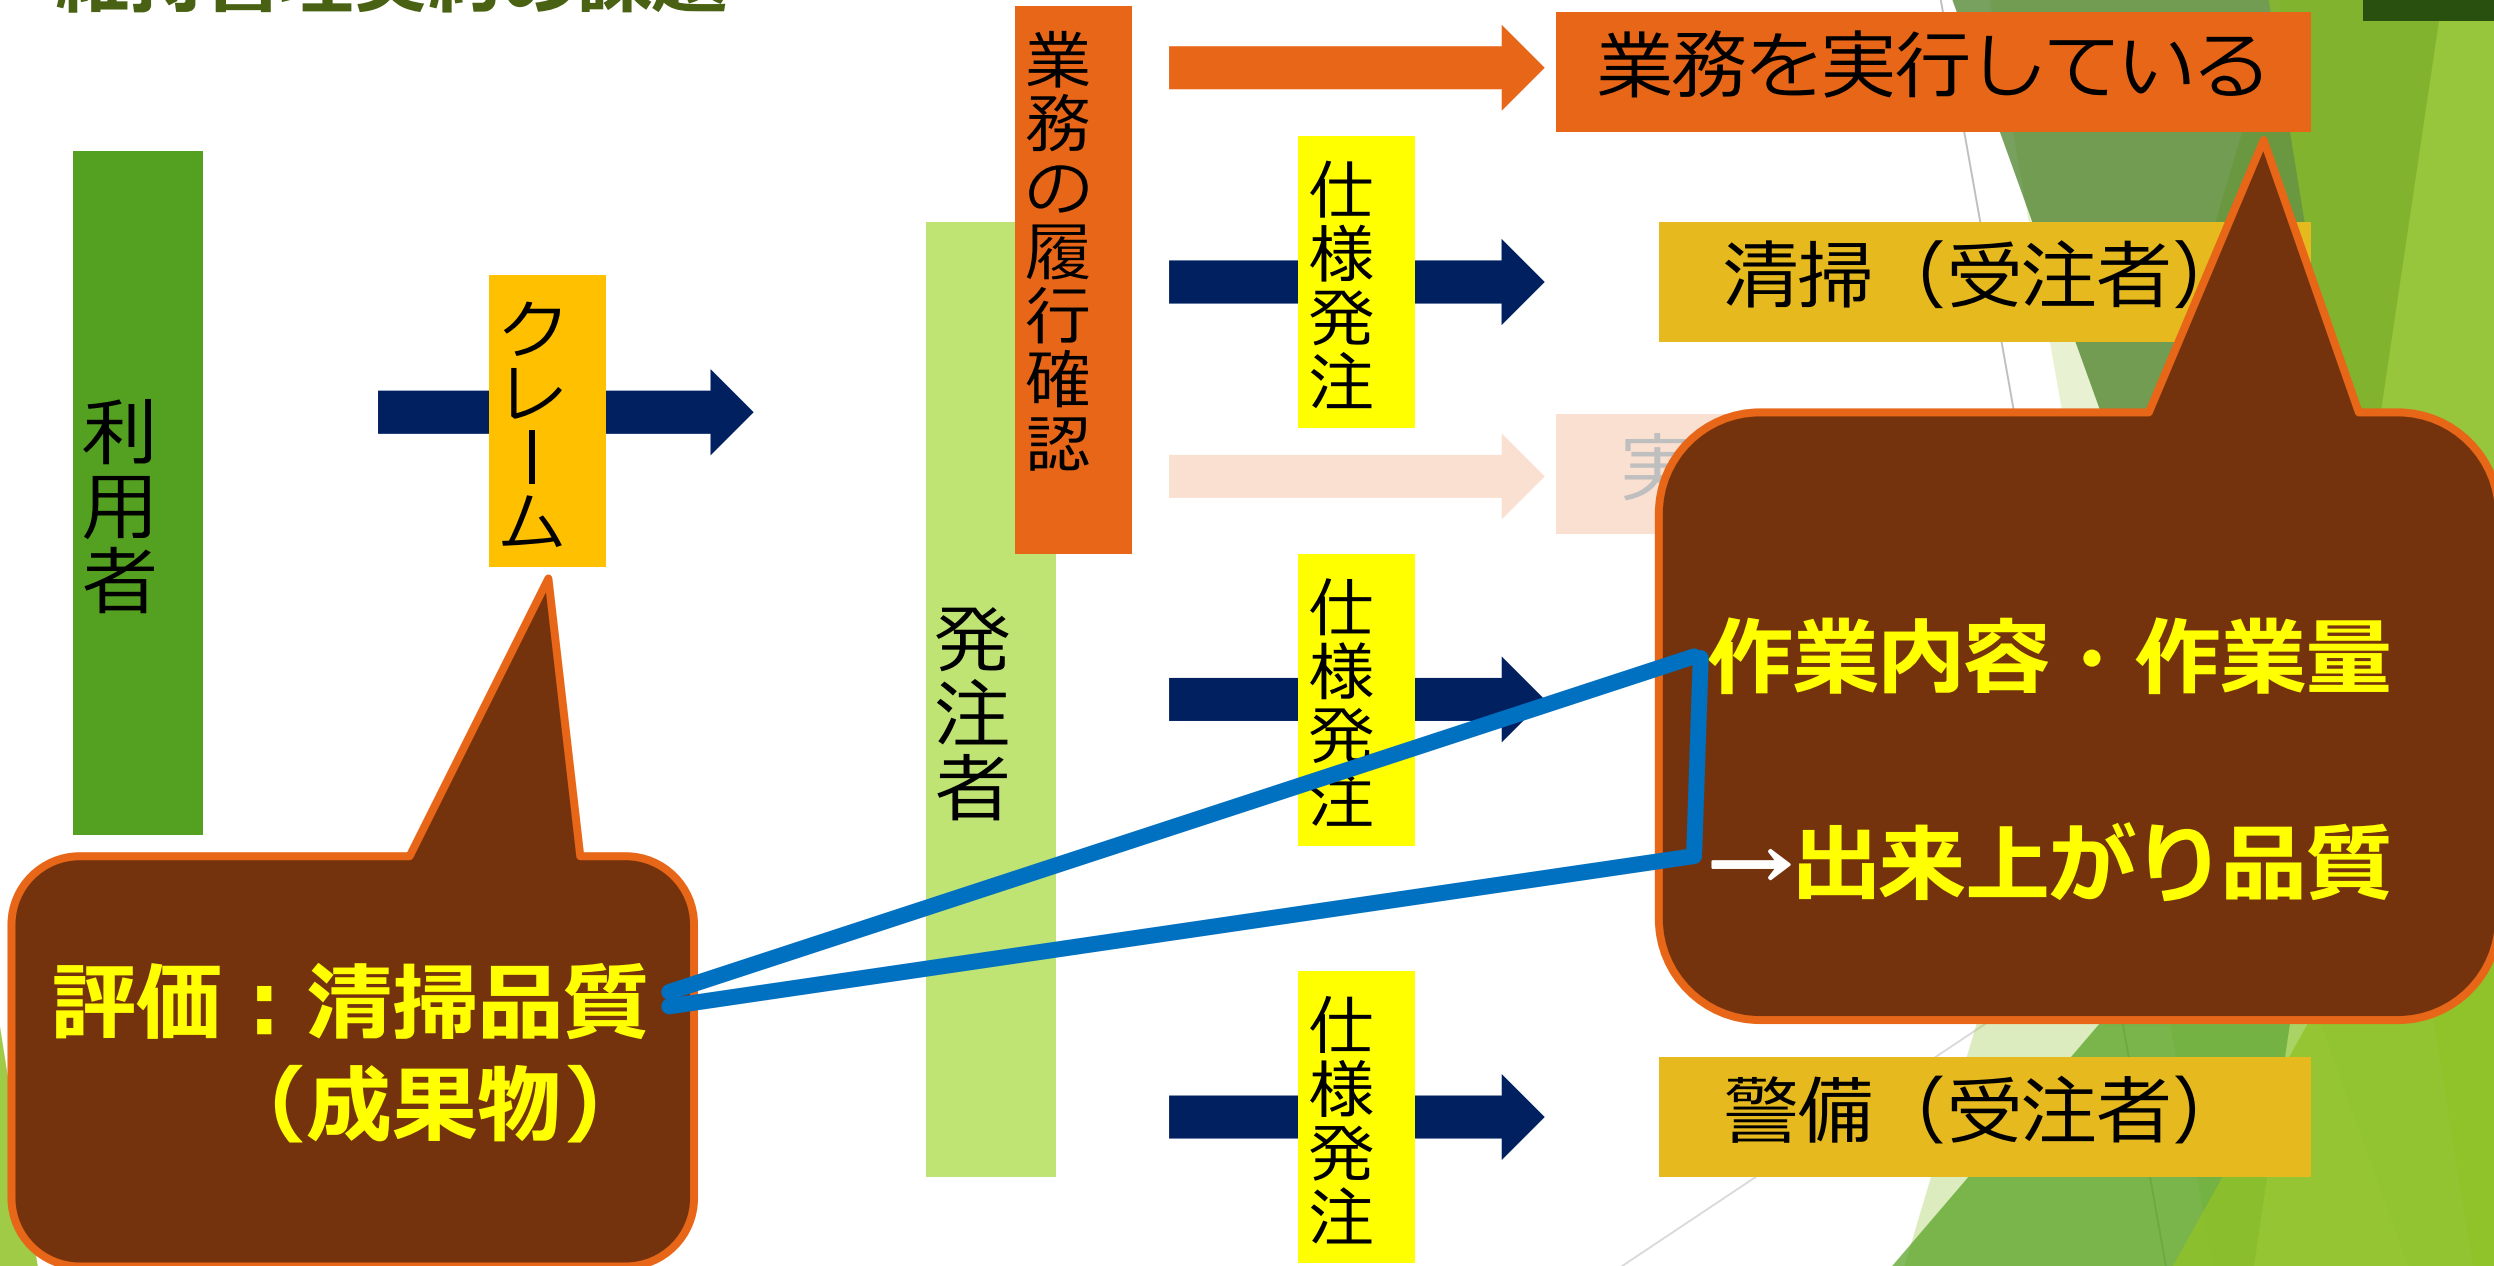 業務の履行確認
業務を実行している
利用者
クレーム
発注者
仕様発注
清掃（受注者）
実
仕様発注
作業内容・作業量
→出来上がり品質
評価：清掃品質
（成果物）
仕様発注
警備（受注者）